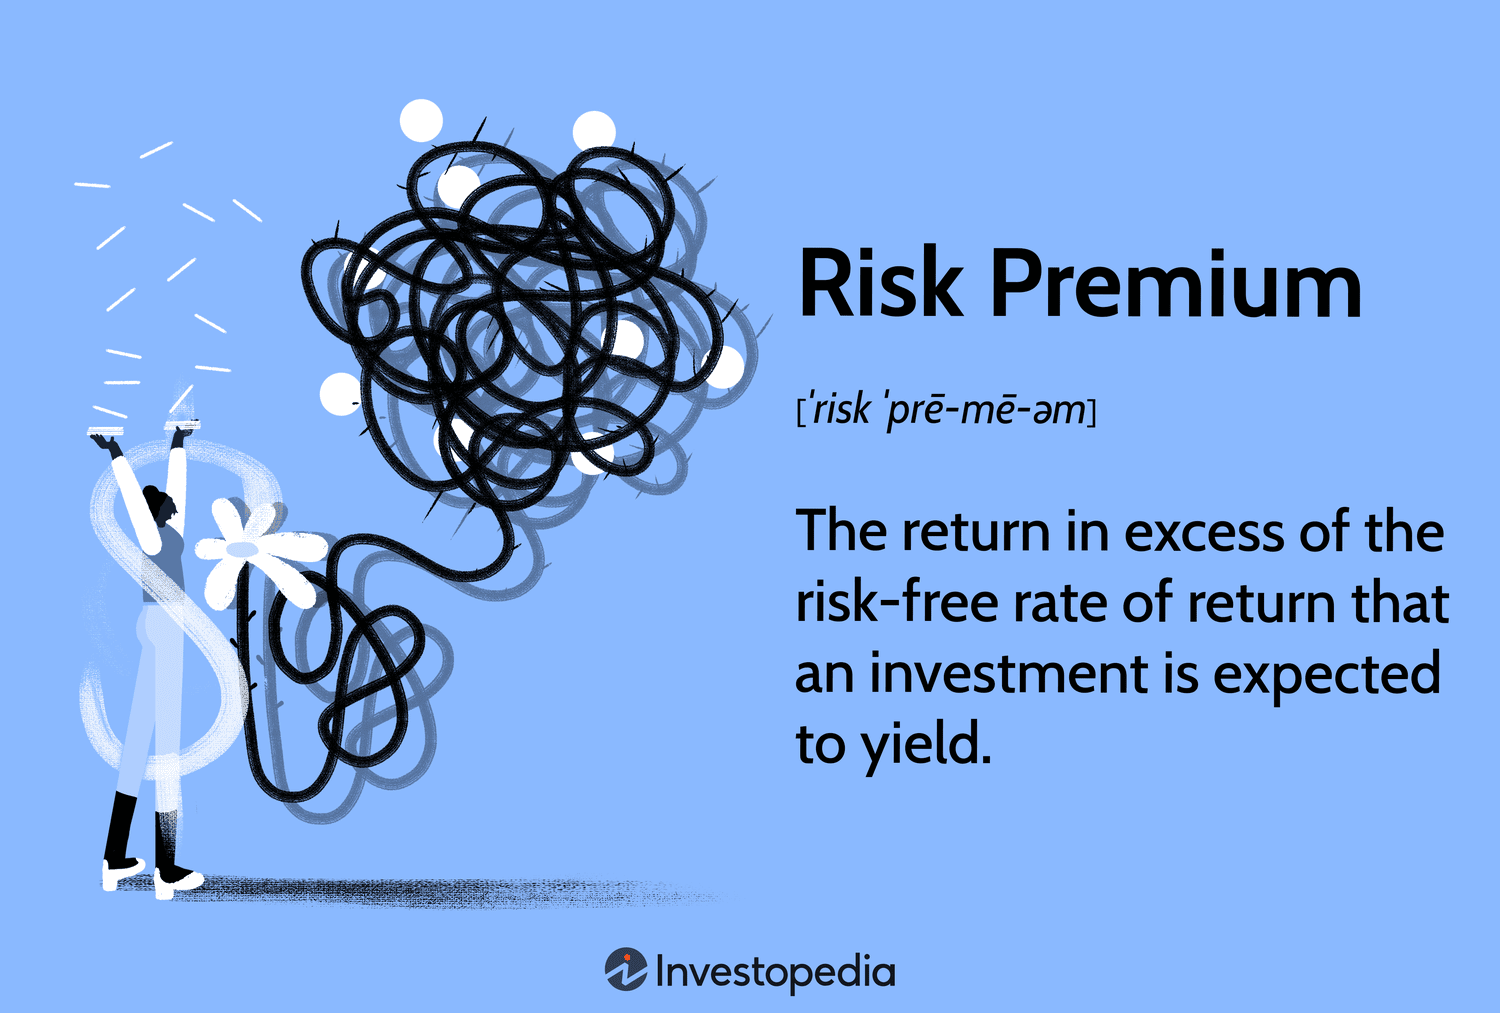 Risk Premium
[ˈrisk ˈprē-mē-əm]
The return in excess of the
risk-free rate of return that
an investment is expected
to yield.
Investopedia